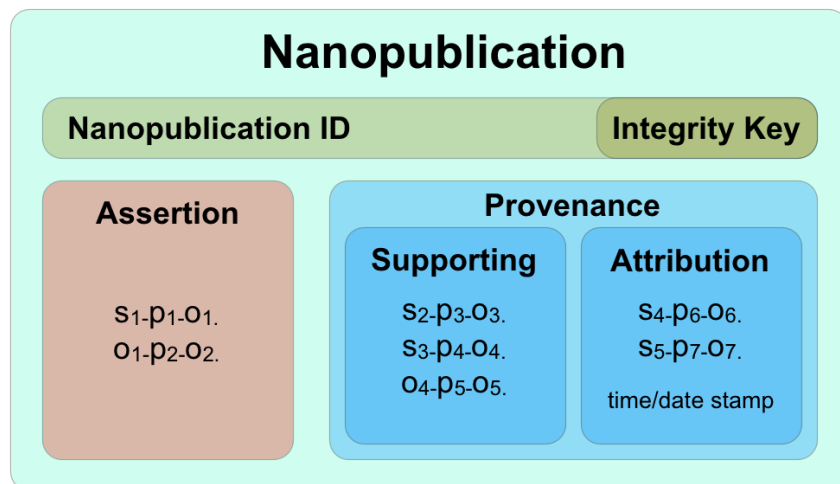 Nanopublication
Nanopublication ID
Integrity Key
Assertion
s1-p1-o1.
o1-p2-o2.
Provenance
Supporting
s2-p3-o3.
s3-p4-o4.
o4-p5-o5.
Attribution
s4-p6-o6.
s5-p7-o7.
time/date stamp